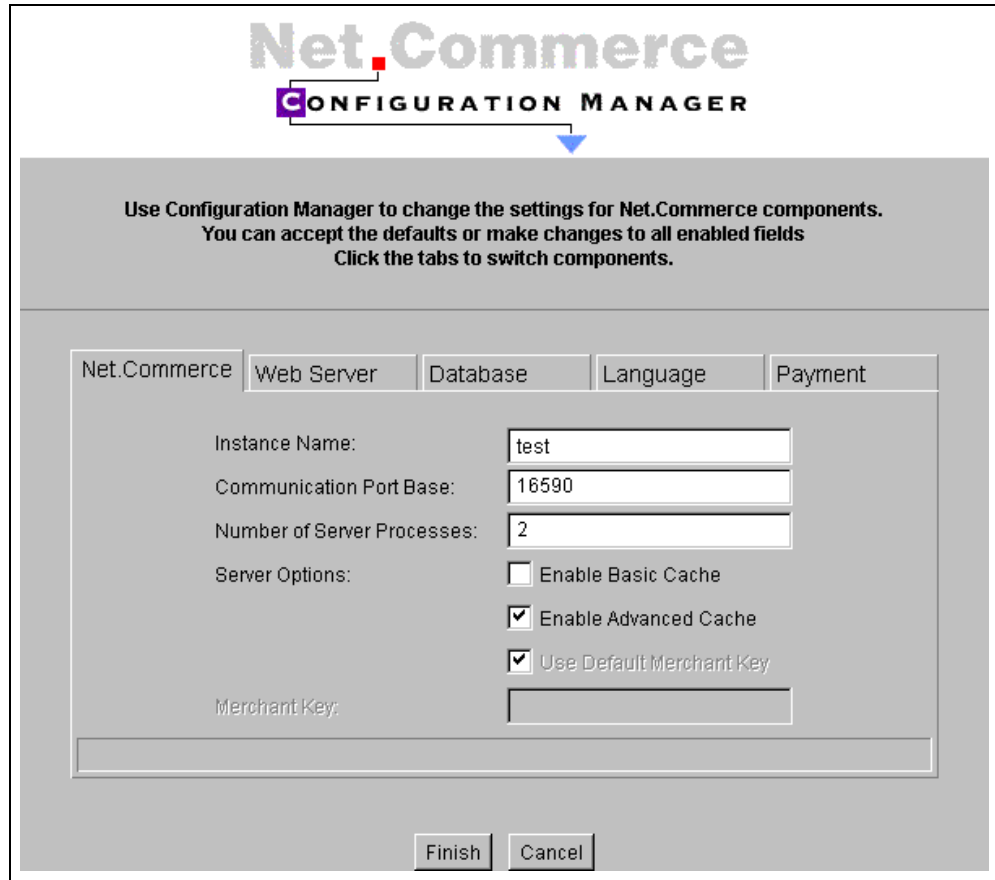 Net.Commerce
CONFIGURATION MANAGER
Use Configuration Manager to change the settings for Net.Commerce components.
You can accept the defaults or make changes to all enabled fields
Click the tabs to switch components.
Net.Commerce Web Server Database Language Payment
Instance Name: test
Communication Port Base: 16590
Number of Server Processes: 2
Server Options: Enable Basic Cache
Enable Advanced Cache
Use Default Merchant Key
Merchant Key:
Finish Cancel